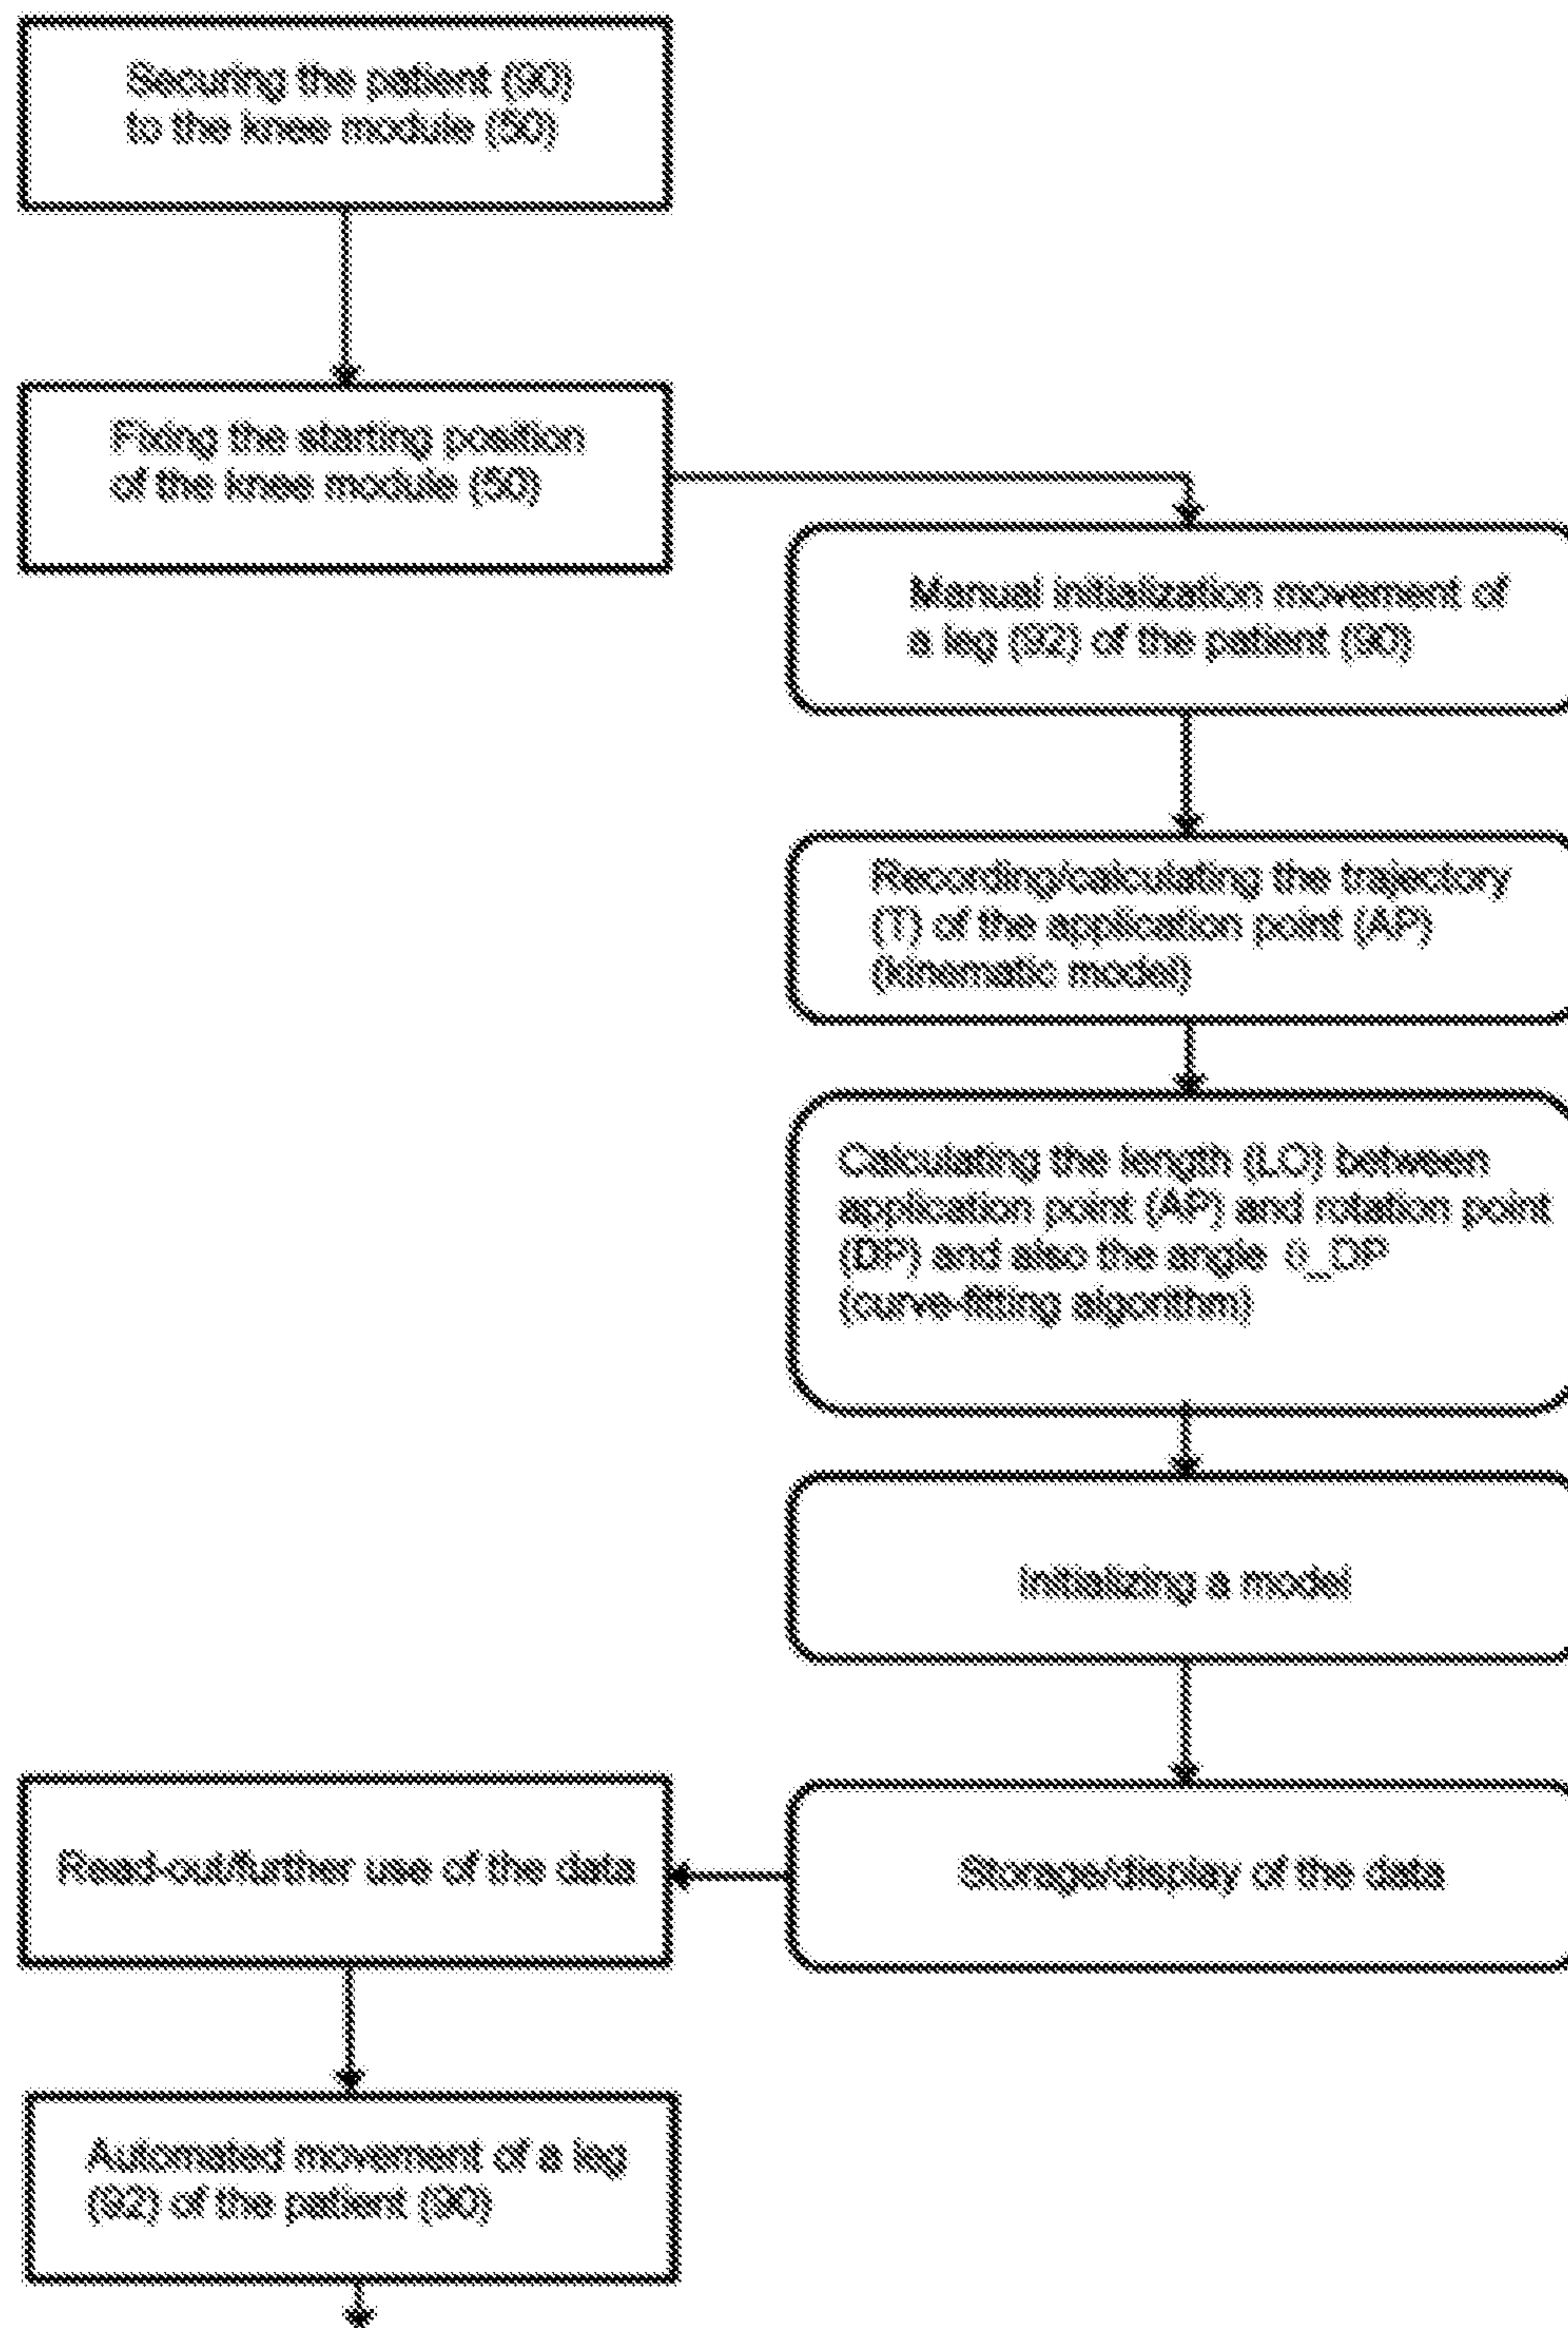 Securing the patient (90)
to the knee module (50)
Fixing the starting position
of the knee module (50)
Manual initialization movement of
a leg (92) of the patient (90)
Recording/calculating the trajectory
(T) of the application point (AP)
(kinematic model)
Calculating the length (LO) between
application point (AP) and rotation point
(DP) and also the angle _DP
(curve-fitting algorithm)
Initializing a model
Storage/display of the data
Read-out/further use of the data
Automated movement of a leg
(92) of the patient (90)